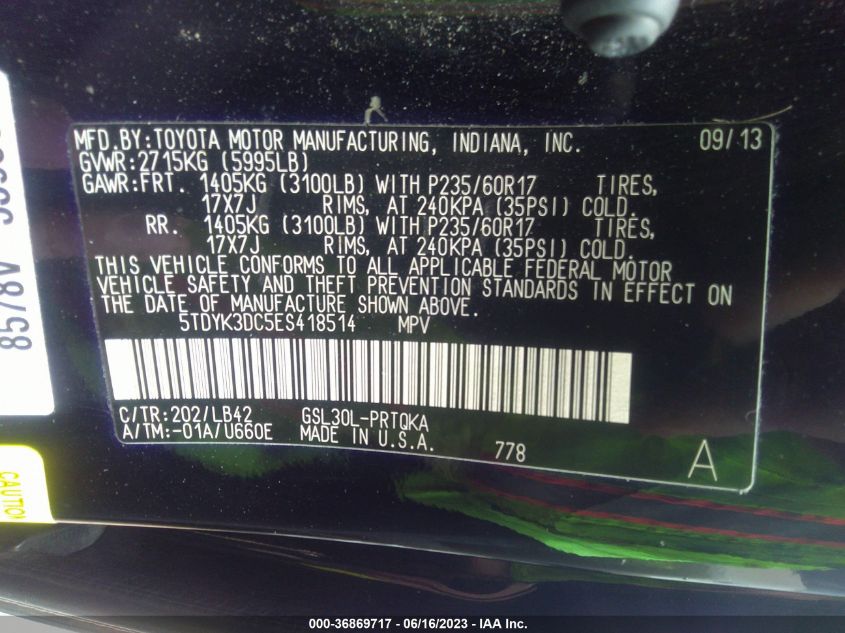 MFD.BY:TOYOTA MOTOR MANUFACTURING, INDIANA, INC. 09/13
GVWR:2715KG (5995LB)
GAWR:FRT. 1405KG (3100LB) WITH P235/60R17 TIRES,
17X7J RIMS, AT 240KPA (35PSI) COLD.
RR. 1405KG (3100LB) WITH P235/60R17 TIRES,
17X7J RIMS, AT 240KPA (35PSI) COLD.
THIS VEHICLE CONFORMS TO ALL APPLICABLE FEDERAL MOTOR
VEHICLE SAFETY AND THEFT PREVENTION STANDARDS IN EFFECT ON
THE DATE OF MANUFACTURE SHOWN ABOVE.
5TDYK3DC5ES418514 MPV
C/TR:202/LB42 GSL30L-PRTQKA
A/TM:-01A/U660E MADE IN U.S.A.
778 A
A8/58
CAUTION
000-36869717 - 06/16/2023 - IAA Inc.